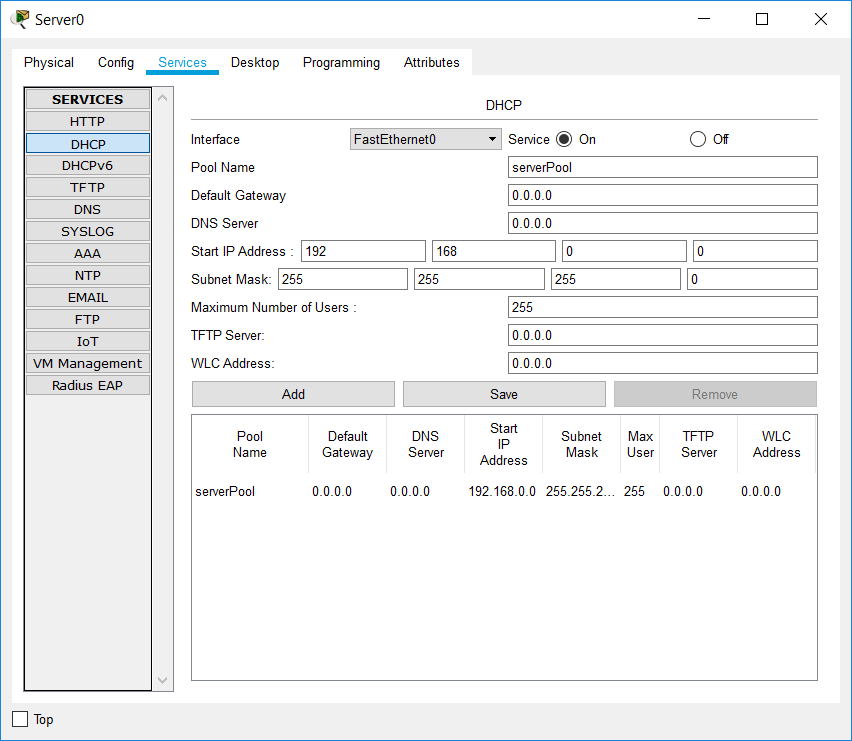 Server0
Physical Config Services Desktop Programming Attributes
SERVICES
HTTP
DHCP
DHCPv6
TFTP
DNS
SYSLOG
AAA
NTP
EMAIL
FTP
IoT
VM Management
Radius EAP
DHCP
Interface FastEthernet0 Service On Off
Pool Name serverPool
Default Gateway 0.0.0.0
DNS Server 0.0.0.0
Start IP Address : 192 168 0 0
Subnet Mask: 255 255 255 0
Maximum Number of Users : 255
TFTP Server: 0.0.0.0
WLC Address: 0.0.0.0
Add Save Remove
Pool Name Default Gateway DNS Server Start IP Address Subnet Mask Max User TFTP Server WLC Address
serverPool 0.0.0.0 0.0.0.0 192.168.0.0 255.255.2... 255 0.0.0.0 0.0.0.0
Top